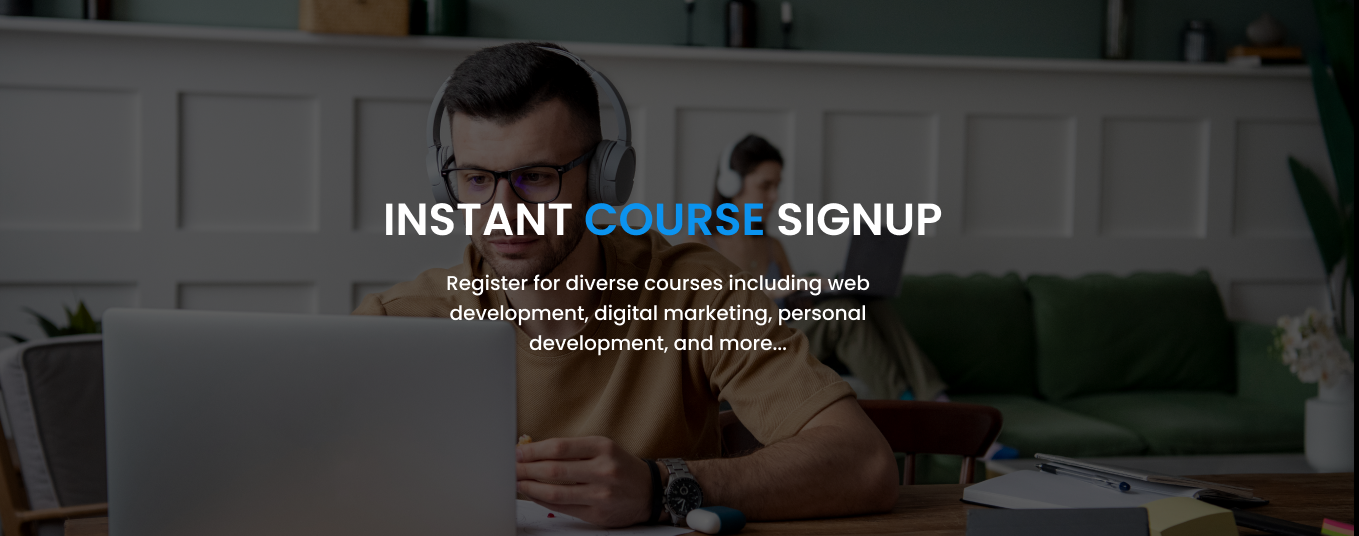 INSTANT COURSE SIGNUP
Register for diverse courses including web
development, digital marketing, personal
development, and more...